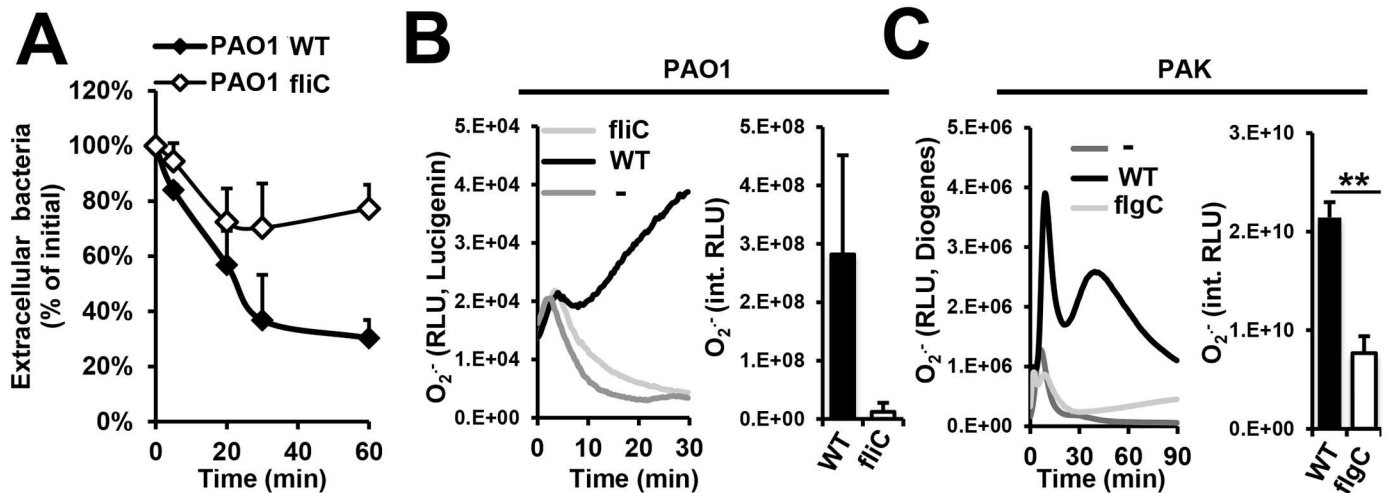 A
PAO1 WT
PAO1 fliC
120%
100%
80%
60%
40%
20%
0%
Extracellular bacteria
(% of initial)
0
20
40
60
Time (min)
B
PAO1
fliC
WT
-
5.E+04
4.E+04
3.E+04
2.E+04
1.E+04
0.E+00
O2.- (RLU, Lucigenin)
0
10
20
30
Time (min)
5.E+08
4.E+08
3.E+08
2.E+08
1.E+08
0.E+00
O2.- (int. RLU)
WT
fliC
C
PAK
-
WT
flgC
5.E+06
4.E+06
3.E+06
2.E+06
1.E+06
0.E+00
O2.- (RLU, Diogenes)
0
30
60
90
Time (min)
3.E+10
2.E+10
1.E+10
0.E+00
O2.- (int. RLU)
**
WT
flgC